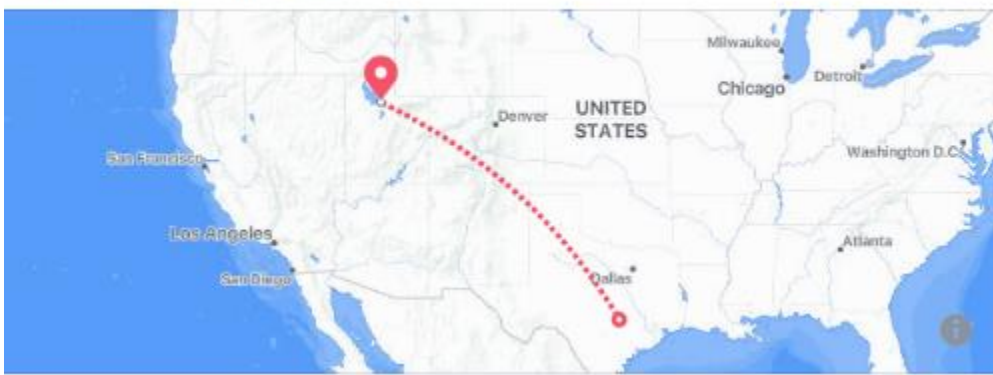 Milwaukee
Chicago
Detroit
Denver
UNITED
STATES
San Francisco
Washington D.C.
Los Angeles
Atlanta
San Diego
Dallas